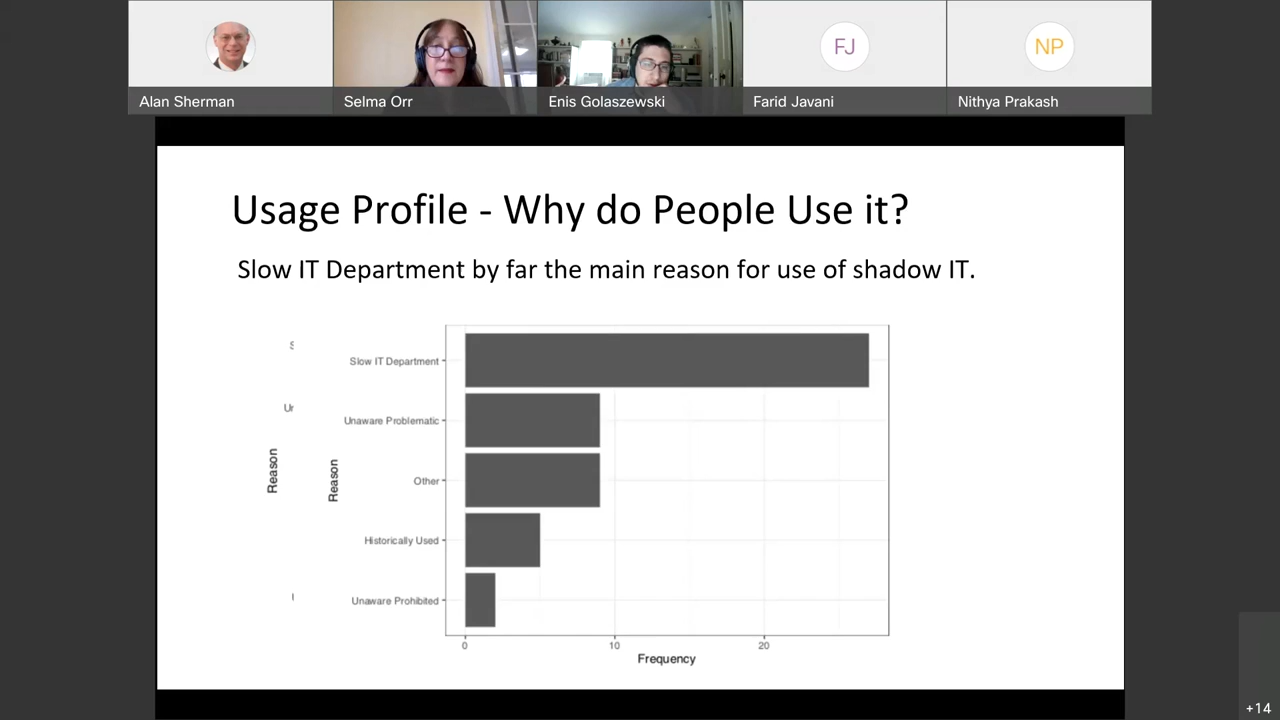 FJ
NP
Alan Sherman
Selma Orr
Enis Golaszewski
Farid Javani
Nithya Prakash
Usage Profile - Why do People Use it?
Slow IT Department by far the main reason for use of shadow IT.
Reason
Reason
Slow IT Department
Unaware Problematic
Other
Historically Used
Unaware Prohibited
0
10
20
Frequency
+14